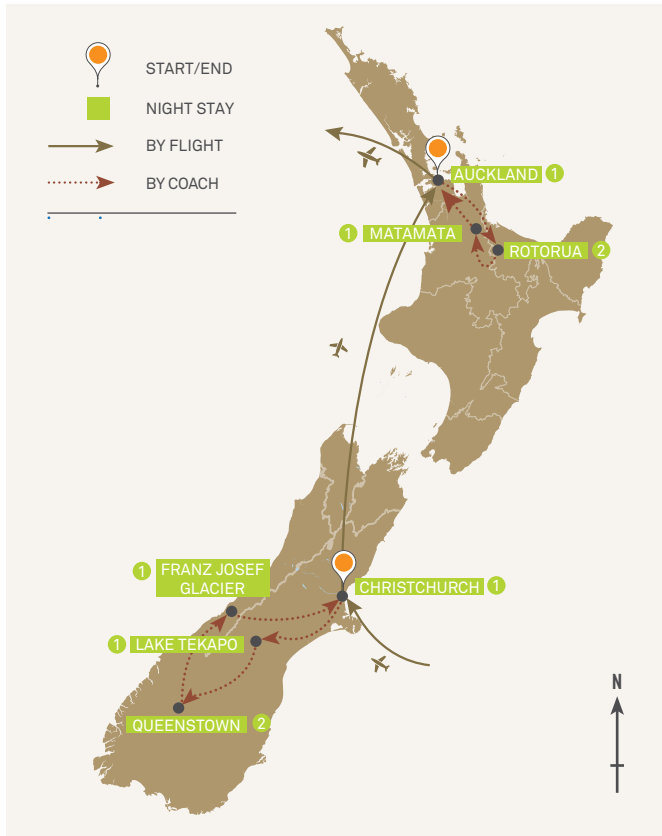 START/END
NIGHT STAY
BY FLIGHT
BY COACH
AUCKLAND 1
1 MATAMATA
ROTORUA 2
1 FRANZ JOSEF
GLACIER
CHRISTCHURCH 1
1 LAKE TEKAPO
N
QUEENSTOWN 2